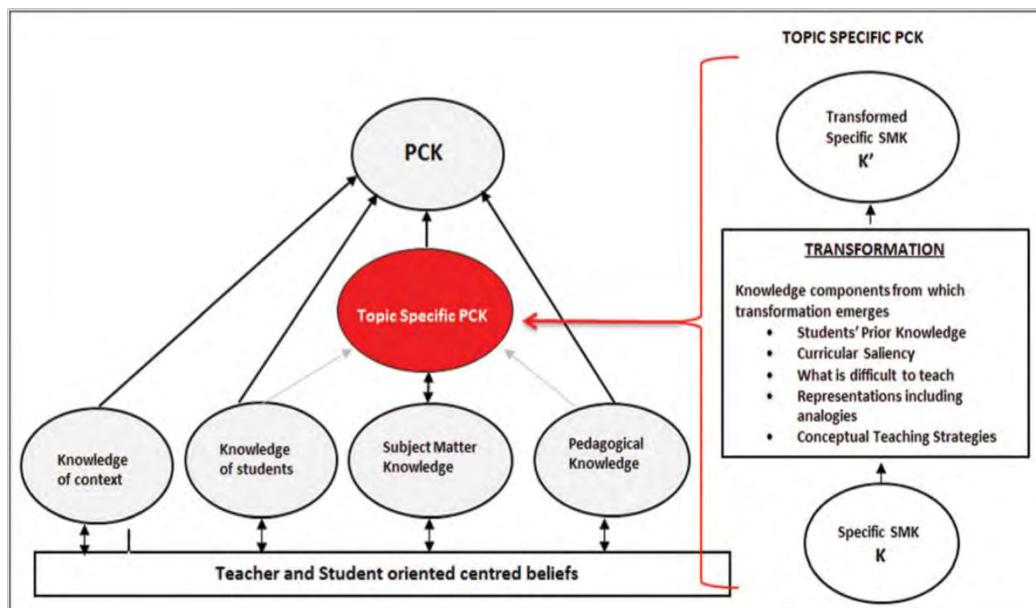 TOPIC SPECIFIC PCK
PCK
Transformed
Specific SMK
K'
Topic Specific PCK
TRANSFORMATION
Knowledge components from which
transformation emerges
• Students' Prior Knowledge
• Curricular Saliency
• What is difficult to teach
• Representations including
analogies
• Conceptual Teaching Strategies
Knowledge
of context
Knowledge
of students
Subject Matter
Knowledge
Pedagogical
Knowledge
Specific SMK
K
Teacher and Student oriented centred beliefs